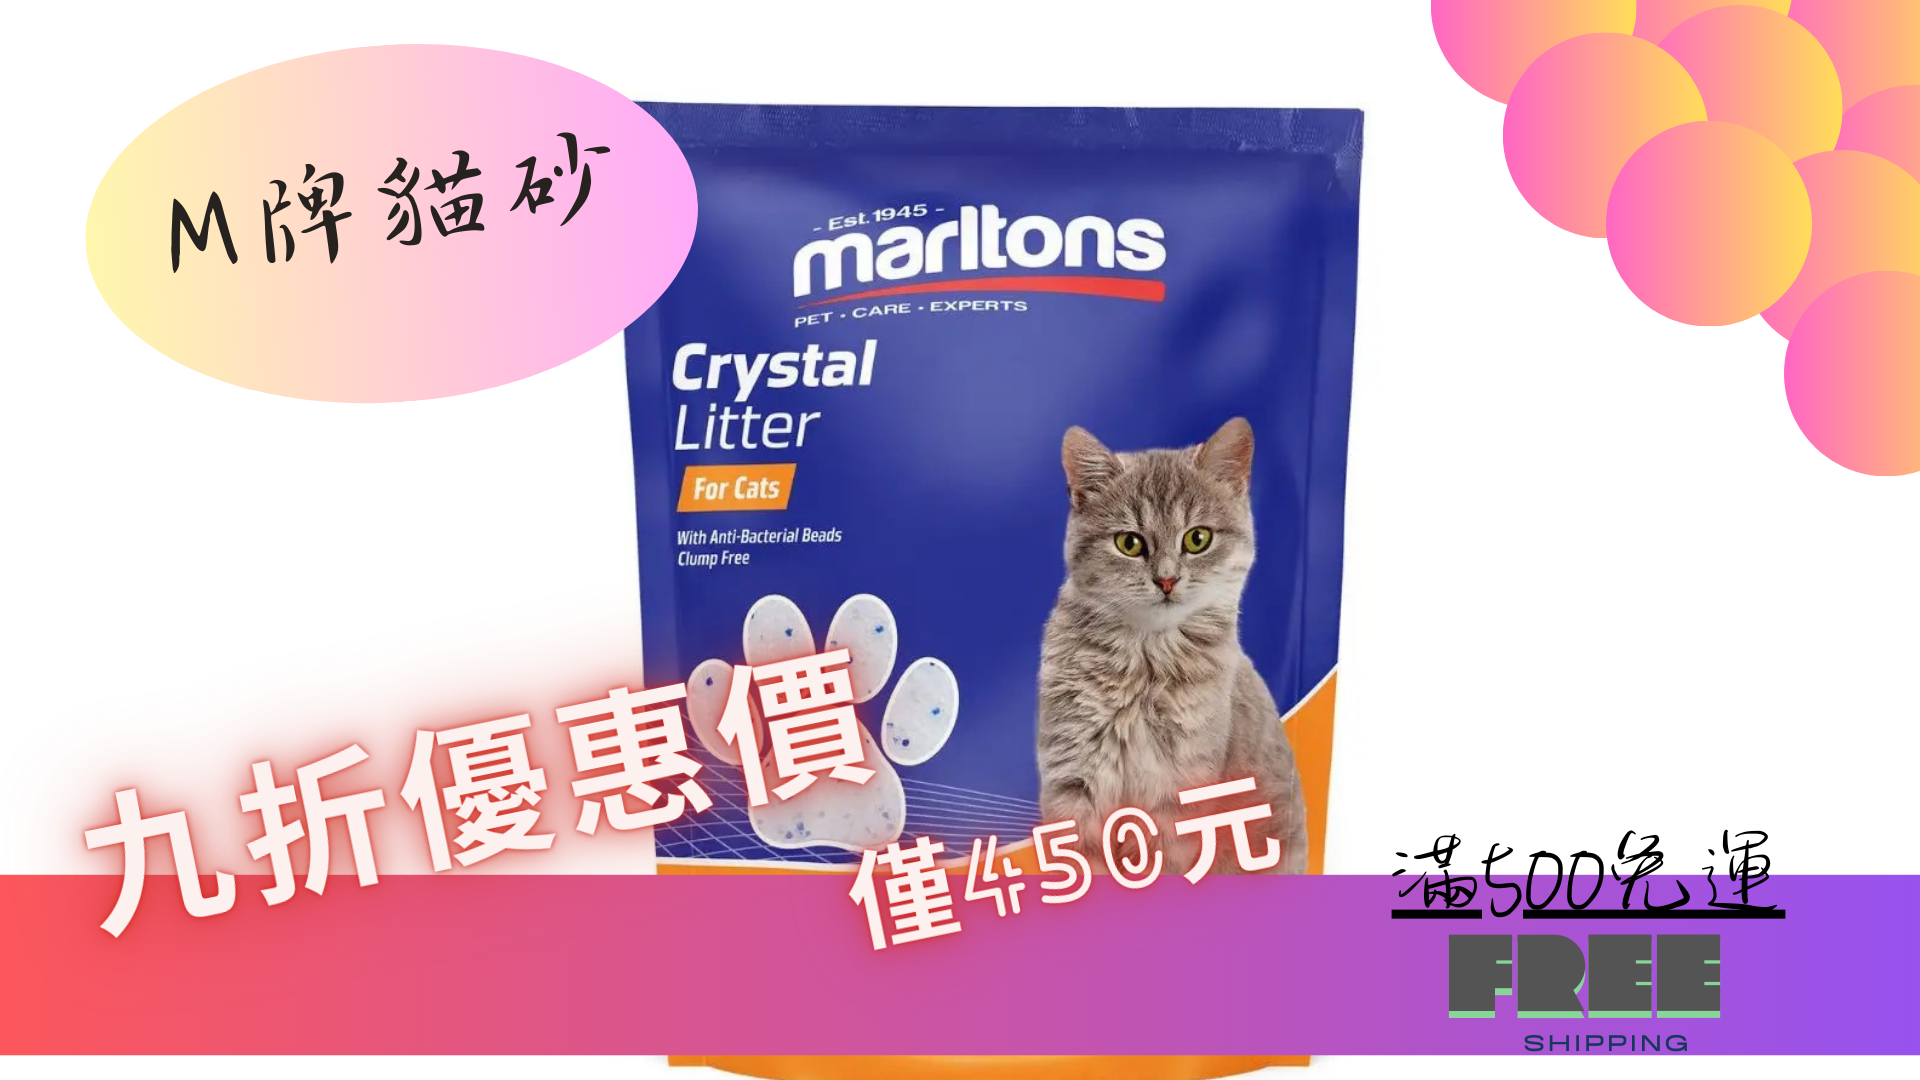 M牌貓砂
- Est.1945 -
marltons
PET · CARE · EXPERTS
Crystal
Litter
For Cats
With Anti-Bacterial Beads
Clump Free
九折優惠價
僅450元
滿500免運
FREE
SHIPPING